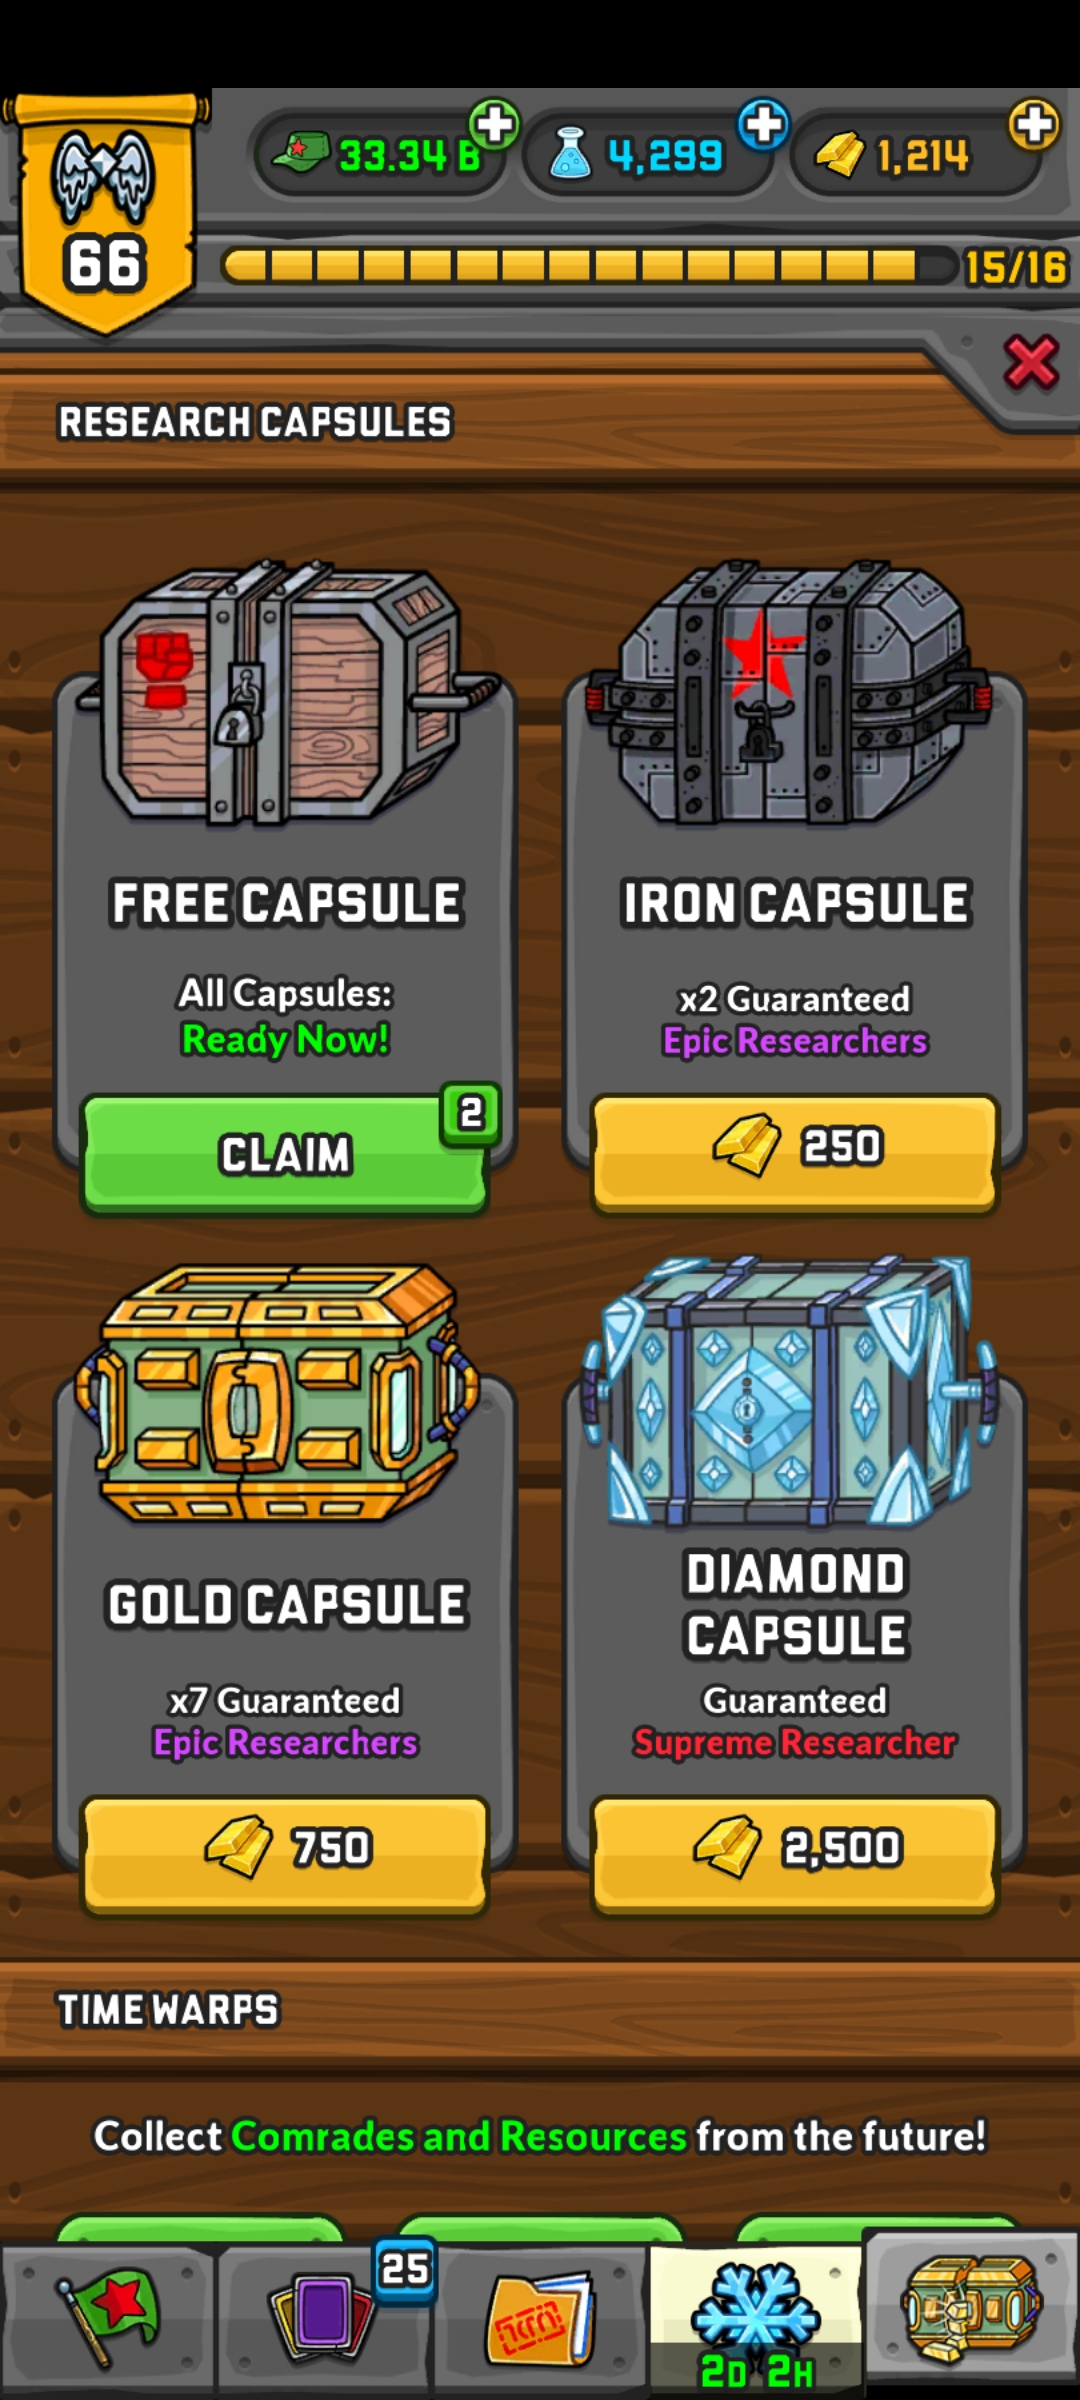 33.34 B
4,299
1,214
66
15/16
RESEARCH CAPSULES
FREE CAPSULE
All Capsules:
Ready Now!
2
CLAIM
IRON CAPSULE
x2 Guaranteed
Epic Researchers
250
GOLD CAPSULE
x7 Guaranteed
Epic Researchers
750
DIAMOND
CAPSULE
Guaranteed
Supreme Researcher
2,500
TIME WARPS
Collect Comrades and Resources from the future!
25
2D 2H